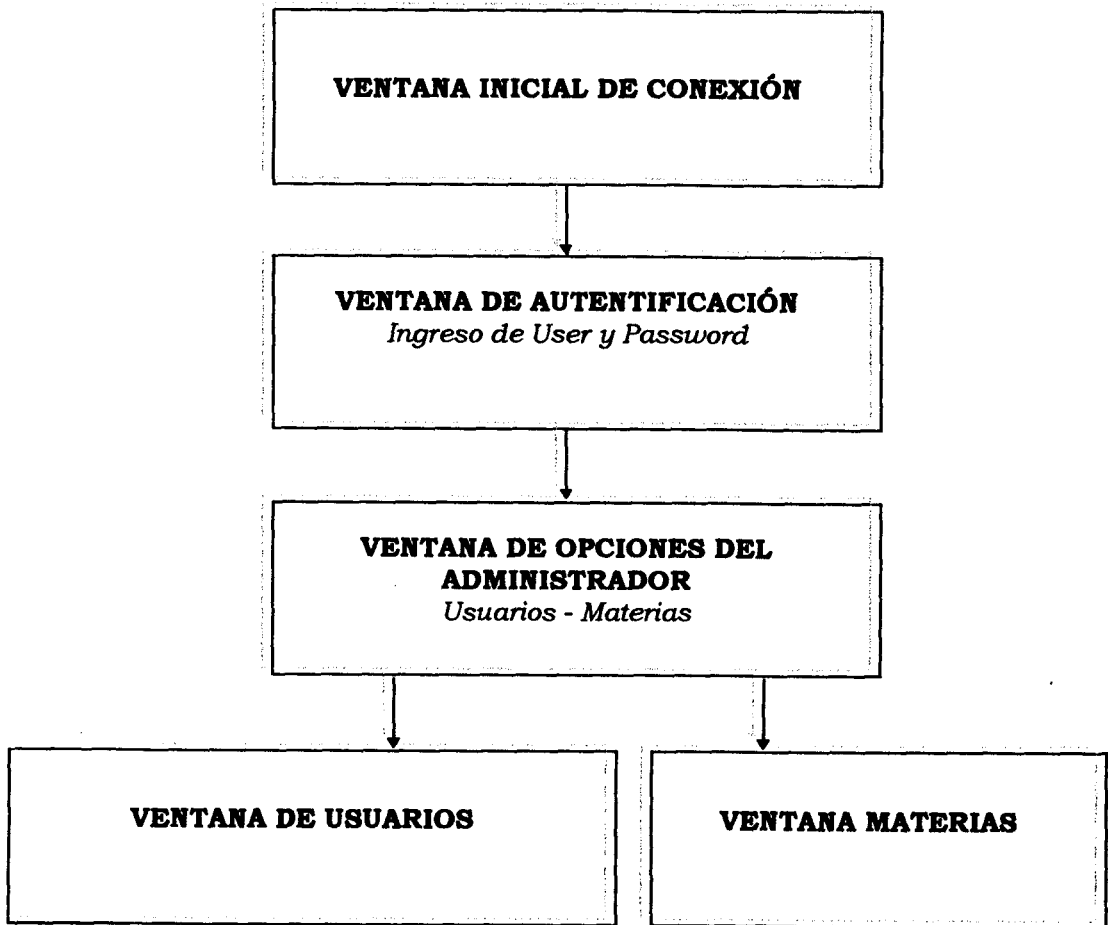 VENTANA INICIAL DE CONEXIÓN
VENTANA DE AUTENTIFICACIÓN
Ingreso de User y Password
VENTANA DE OPCIONES DEL
ADMINISTRADOR
Usuarios - Materias
VENTANA DE USUARIOS
VENTANA MATERIAS